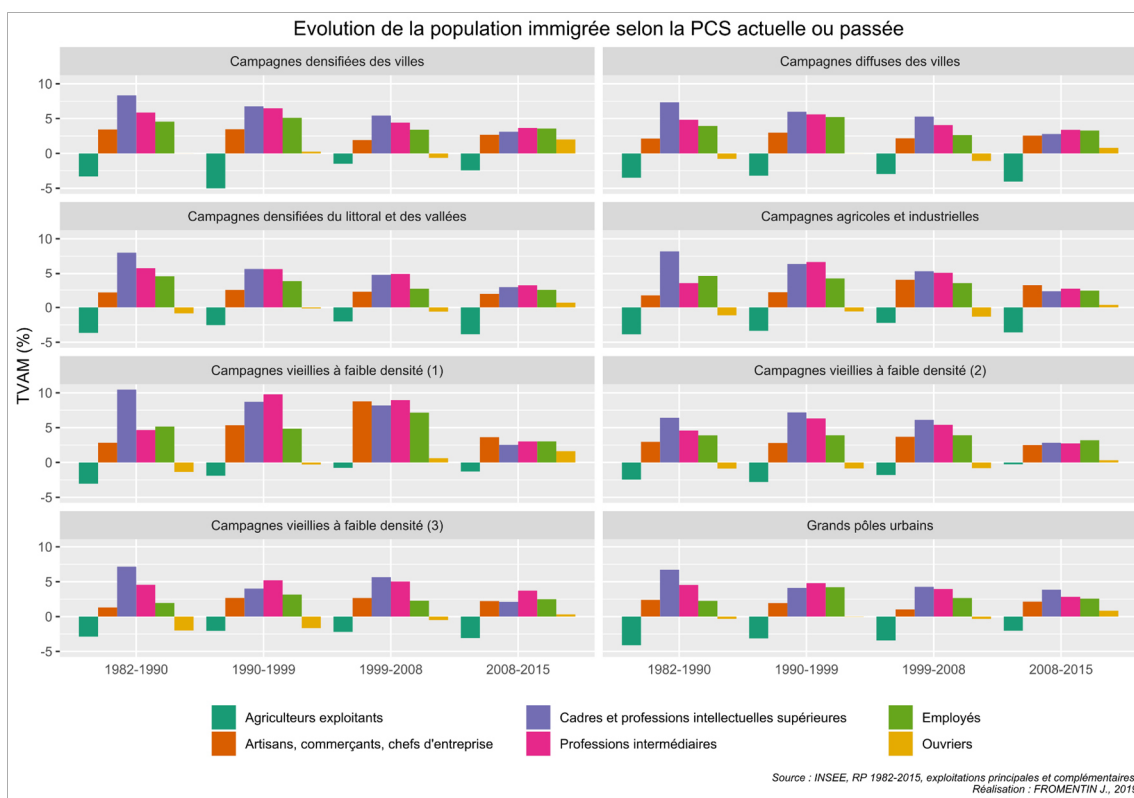 Evolution de la population immigrée selon la PCS actuelle ou passée
Campagnes densifiées des villes
Campagnes diffuses des villes
10
5
0
-5
Campagnes densifiées du littoral et des vallées
Campagnes agricoles et industrielles
10
5
0
-5
TVAM (%)
Campagnes vieillies à faible densité (1)
Campagnes vieillies à faible densité (2)
10
5
0
-5
Campagnes vieillies à faible densité (3)
Grands pôles urbains
10
5
0
-5
1982-1990 1990-1999 1999-2008 2008-2015 1982-1990 1990-1999 1999-2008 2008-2015
Agriculteurs exploitants
Cadres et professions intellectuelles supérieures
Employés
Artisans, commerçants, chefs d'entreprise
Professions intermédiaires
Ouvriers
Source : INSEE, RP 1982-2015, exploitations principales et complémentaires
Réalisation : FROMENTIN J., 2019